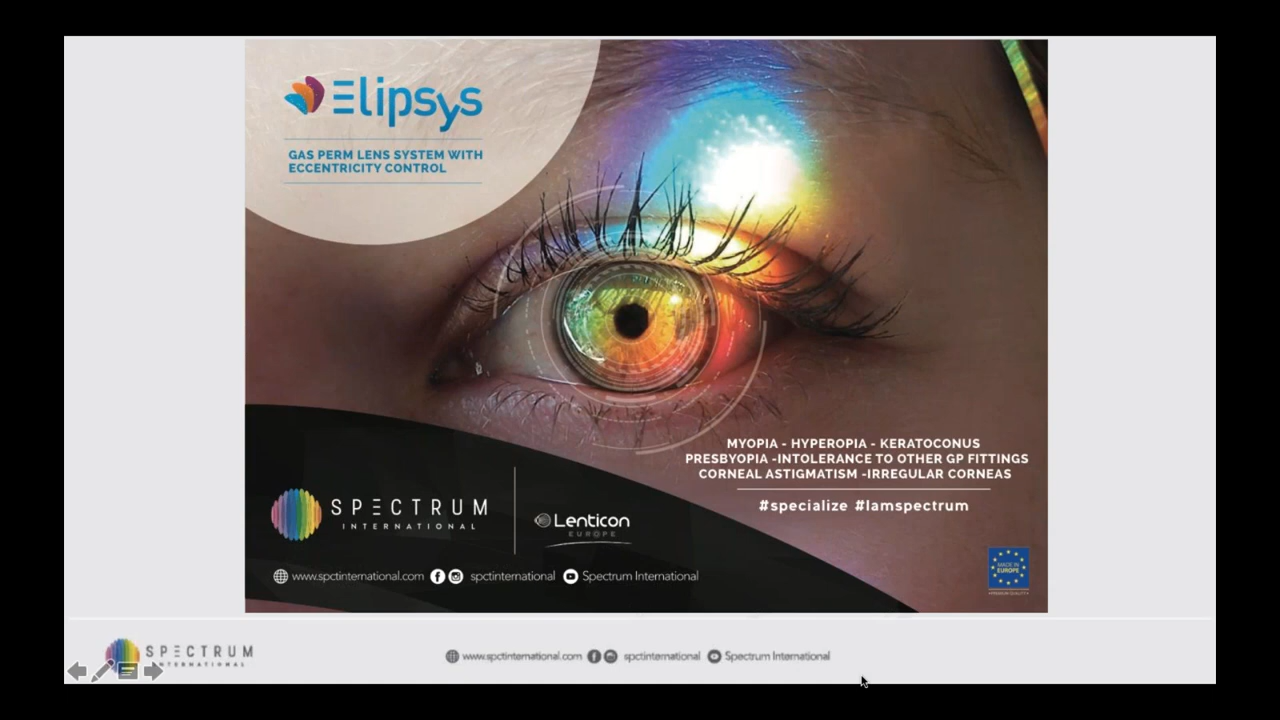 Elipsys
GAS PERM LENS SYSTEM WITH
ECCENTRICITY CONTROL
MYOPIA - HYPEROPIA - KERATOCONUS
PRESBYOPIA -INTOLERANCE TO OTHER GP FITTINGS
CORNEAL ASTIGMATISM -IRREGULAR CORNEAS
#specialize #Iamspectrum
SPECTRUM
INTERNATIONAL
Lenticon
EUROPE
www.spctinternational.com spctinternational Spectrum International
MADE IN
EUROPE
SPECTRUM
INTERNATIONAL
www.spctinternational.com spctinternational Spectrum International